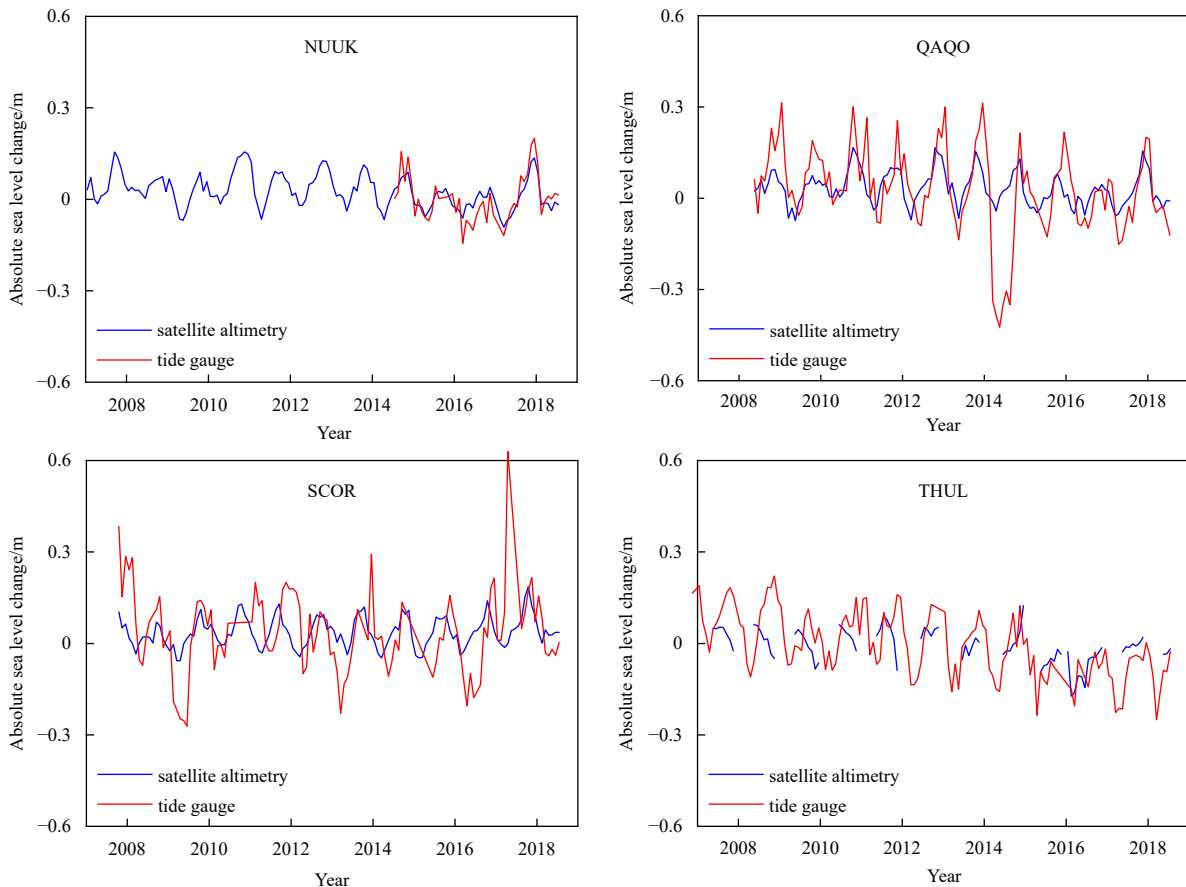 NUUK
Absolute sea level change/m
0.6
0.3
0
−0.3
−0.6
satellite altimetry
tide gauge
2008 2010 2012 2014 2016 2018
Year
QAQO
Absolute sea level change/m
0.6
0.3
0
−0.3
−0.6
satellite altimetry
tide gauge
2008 2010 2012 2014 2016 2018
Year
SCOR
Absolute sea level change/m
0.6
0.3
0
−0.3
−0.6
satellite altimetry
tide gauge
2008 2010 2012 2014 2016 2018
Year
THUL
Absolute sea level change/m
0.6
0.3
0
−0.3
−0.6
satellite altimetry
tide gauge
2008 2010 2012 2014 2016 2018
Year